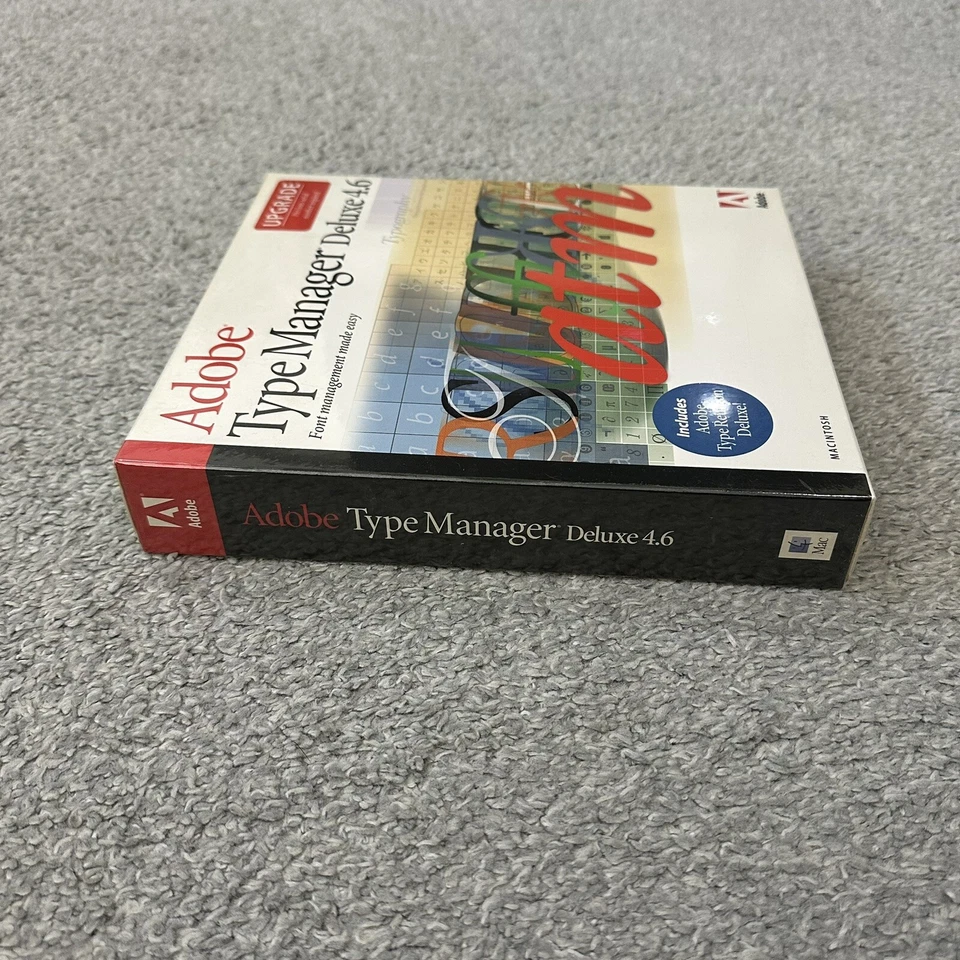 UPGRADE
Adobe
Type Manager Deluxe 4.6
Font management made easy
Typography
atm
Includes
Adobe
Type Reunion
Deluxe!
Adobe
MACINTOSH
Adobe
Adobe Type Manager Deluxe 4.6
Mac